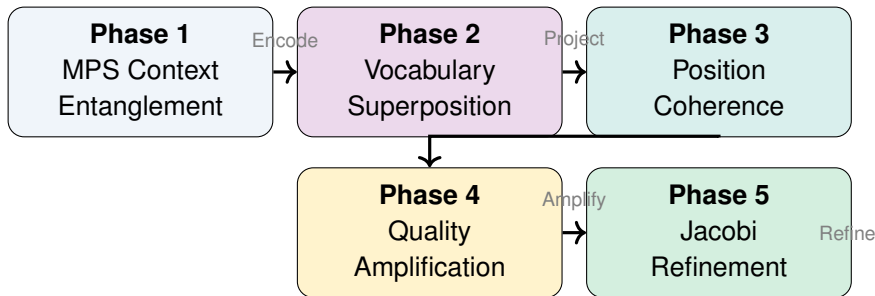 Phase 1
MPS Context
Entanglement
Encode
Phase 2
Vocabulary
Superposition
Project
Phase 3
Position
Coherence
Phase 4
Quality
Amplification
Amplify
Phase 5
Jacobi
Refinement
Refine